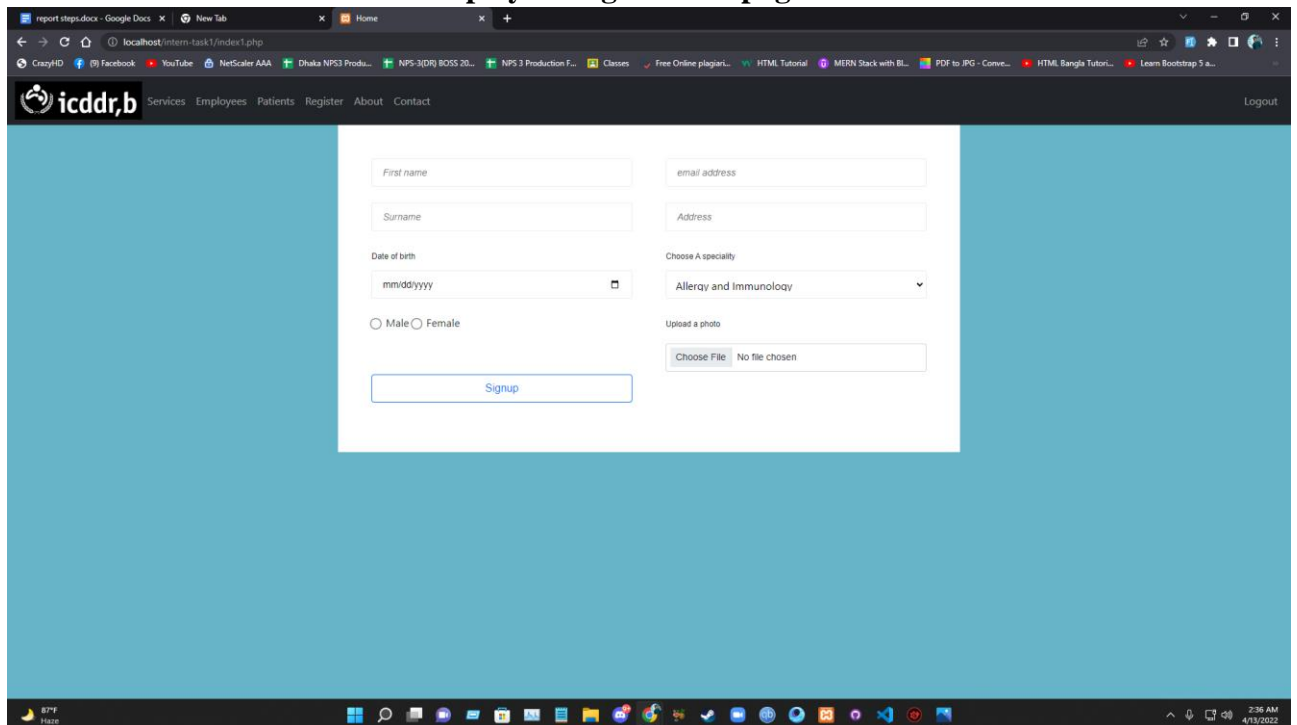 report steps.docx - Google Docs New Tab Home
localhost/intern-task1/index1.php
CrazyHD (9) Facebook YouTube NetScaler AAA Dhaka NPS3 Produ... NPS-3(DR) BOSS 20... NPS 3 Production F... Classes Free Online plagiari... HTML Tutorial MERN Stack with Bl... PDF to JPG - Conve... HTML Bangla Tutori... Learn Bootstrap 5 a...
icddr,b Services Employees Patients Register About Contact Logout
First name email address
Surname Address
Date of birth Choose A speciality
mm/dd/yyyy Allergy and Immunology
Male Female Upload a photo
Choose File No file chosen
Signup
87°F
Haze
2:36 AM
4/13/2022